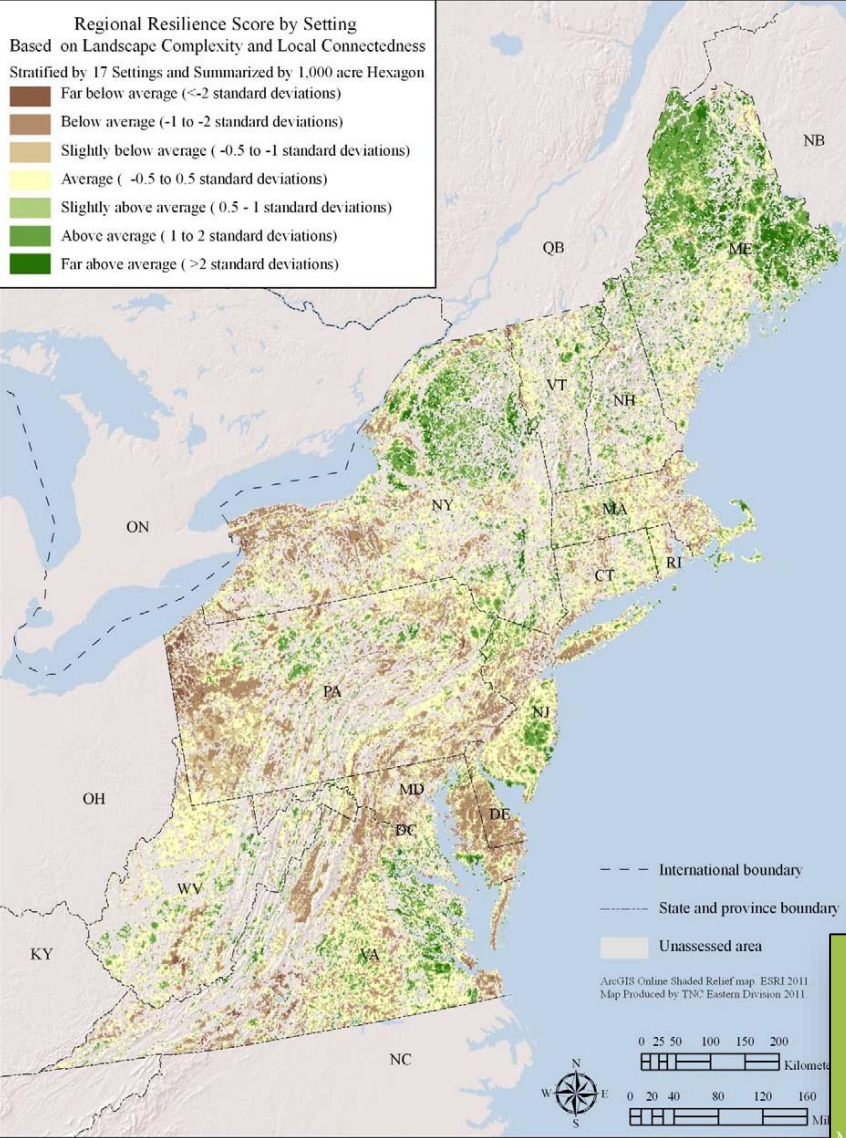 Regional Resilience Score by Setting
Based on Landscape Complexity and Local Connectedness
Stratified by 17 Settings and Summarized by 1,000 acre Hexagon
Far below average (<-2 standard deviations)
Below average (-1 to -2 standard deviations)
Slightly below average ( -0.5 to -1 standard deviations)
Average ( -0.5 to 0.5 standard deviations)
Slightly above average ( 0.5 - 1 standard deviations)
Above average ( 1 to 2 standard deviations)
Far above average ( >2 standard deviations)
NB
QB
ME
VT
NH
ON
NY
MA
CT
RI
PA
NJ
OH
MD
DE
DC
WV
KY
VA
NC
International boundary
State and province boundary
Unassessed area
ArcGIS Online Shaded Relief map. ESRI 2011
Map Produced by TNC Eastern Division 2011
0 25 50 100 150 200
Kilomete
N
W E
S
0 20 40 80 120 160
Mil